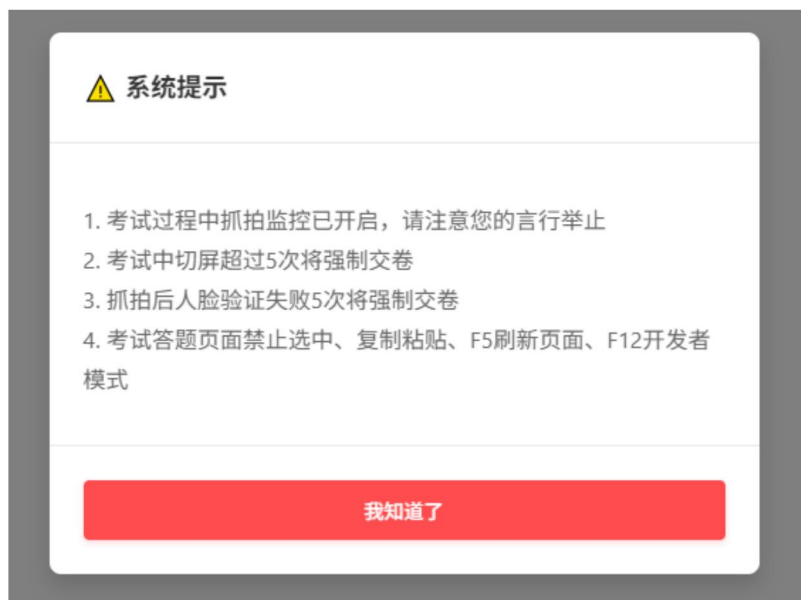 系统提示
1. 考试过程中抓拍监控已开启，请注意您的言行举止
2. 考试中切屏超过5次将强制交卷
3. 抓拍后人脸验证失败5次将强制交卷
4. 考试答题页面禁止选中、复制粘贴、F5刷新页面、F12开发者
模式
我知道了